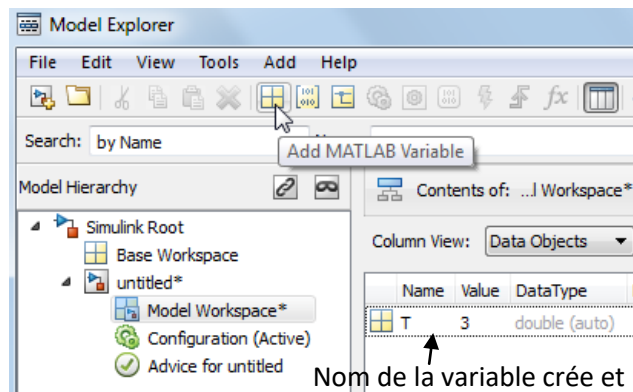 Model Explorer
File Edit View Tools Add Help
fx
Search: by Name
Add MATLAB Variable
Model Hierarchy
Contents of: ...l Workspace*
Simulink Root
Column View: Data Objects
Base Workspace
untitled*
Name Value DataType
Model Workspace*
T 3 double (auto)
Configuration (Active)
Advice for untitled
Nom de la variable crée et